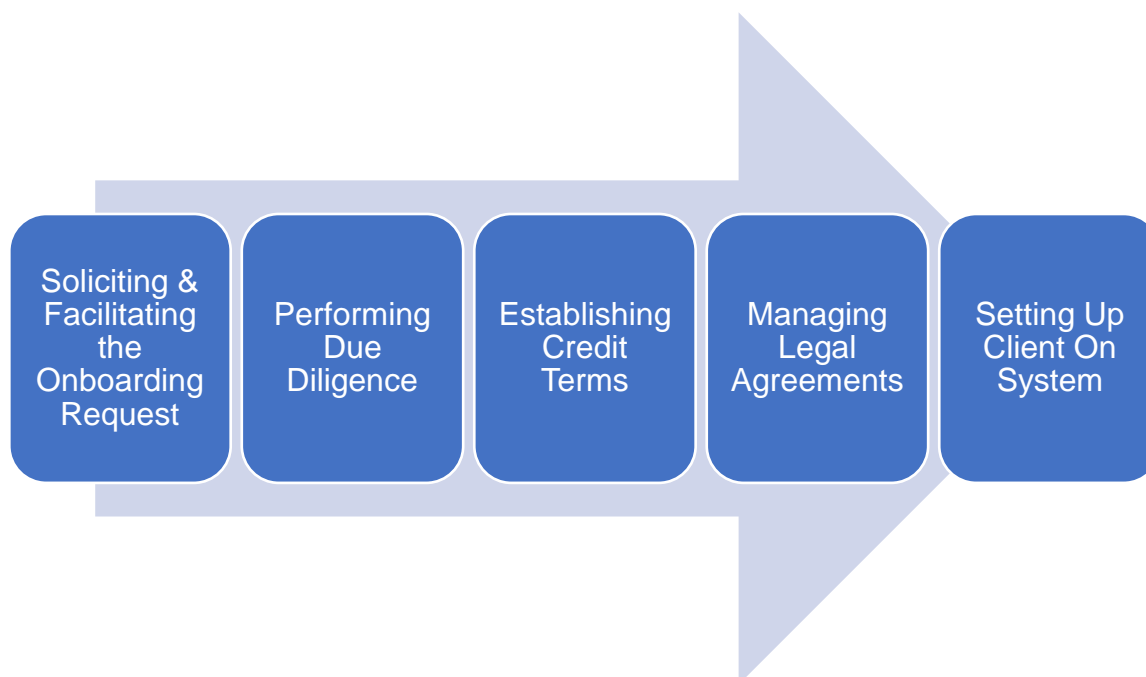 Soliciting &
Facilitating
the
Onboarding
Request
Performing
Due
Diligence
Establishing
Credit
Terms
Managing
Legal
Agreements
Setting Up
Client On
System